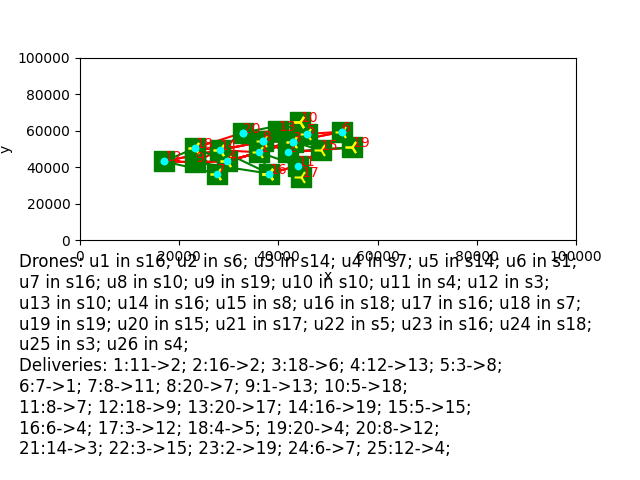 100000
80000
60000
40000
20000
0
y
0 20000 40000 60000 80000 100000
x
Drones: u1 in s16; u2 in s6; u3 in s14; u4 in s7; u5 in s14; u6 in s1;
u7 in s16; u8 in s10; u9 in s19; u10 in s10; u11 in s4; u12 in s3;
u13 in s10; u14 in s16; u15 in s8; u16 in s18; u17 in s16; u18 in s7;
u19 in s19; u20 in s15; u21 in s17; u22 in s5; u23 in s16; u24 in s18;
u25 in s3; u26 in s4;
Deliveries: 1:11->2; 2:16->2; 3:18->6; 4:12->13; 5:3->8;
6:7->1; 7:8->11; 8:20->7; 9:1->13; 10:5->18;
11:8->7; 12:18->9; 13:20->17; 14:16->19; 15:5->15;
16:6->4; 17:3->12; 18:4->5; 19:20->4; 20:8->12;
21:14->3; 22:3->15; 23:2->19; 24:6->7; 25:12->4;